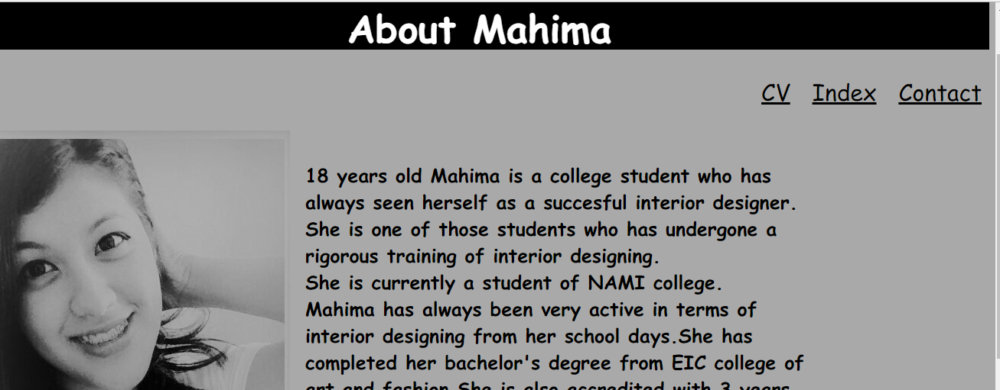 About Mahima
CV Index Contact
18 years old Mahima is a college student who has
always seen herself as a succesful interior designer.
She is one of those students who has undergone a
rigorous training of interior designing.
She is currently a student of NAMI college.
Mahima has always been very active in terms of
interior designing from her school days.She has
completed her bachelor's degree from EIC college of
art and fashion.She is also accredited with 3 years